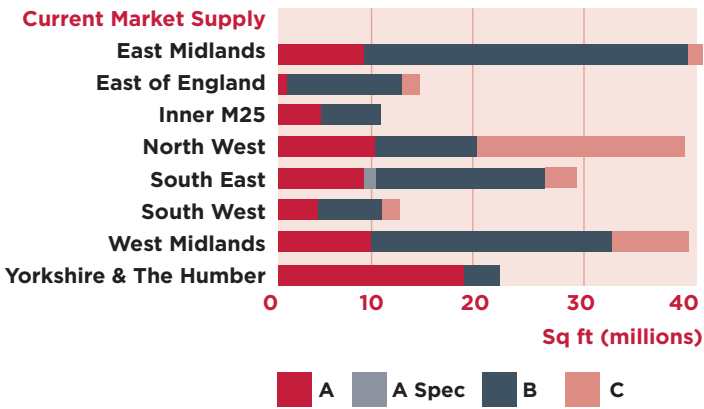 Current Market Supply
East Midlands
East of England
Inner M25
North West
South East
South West
West Midlands
Yorkshire & The Humber
0 10 20 30 40
Sq ft (millions)
A A Spec B C